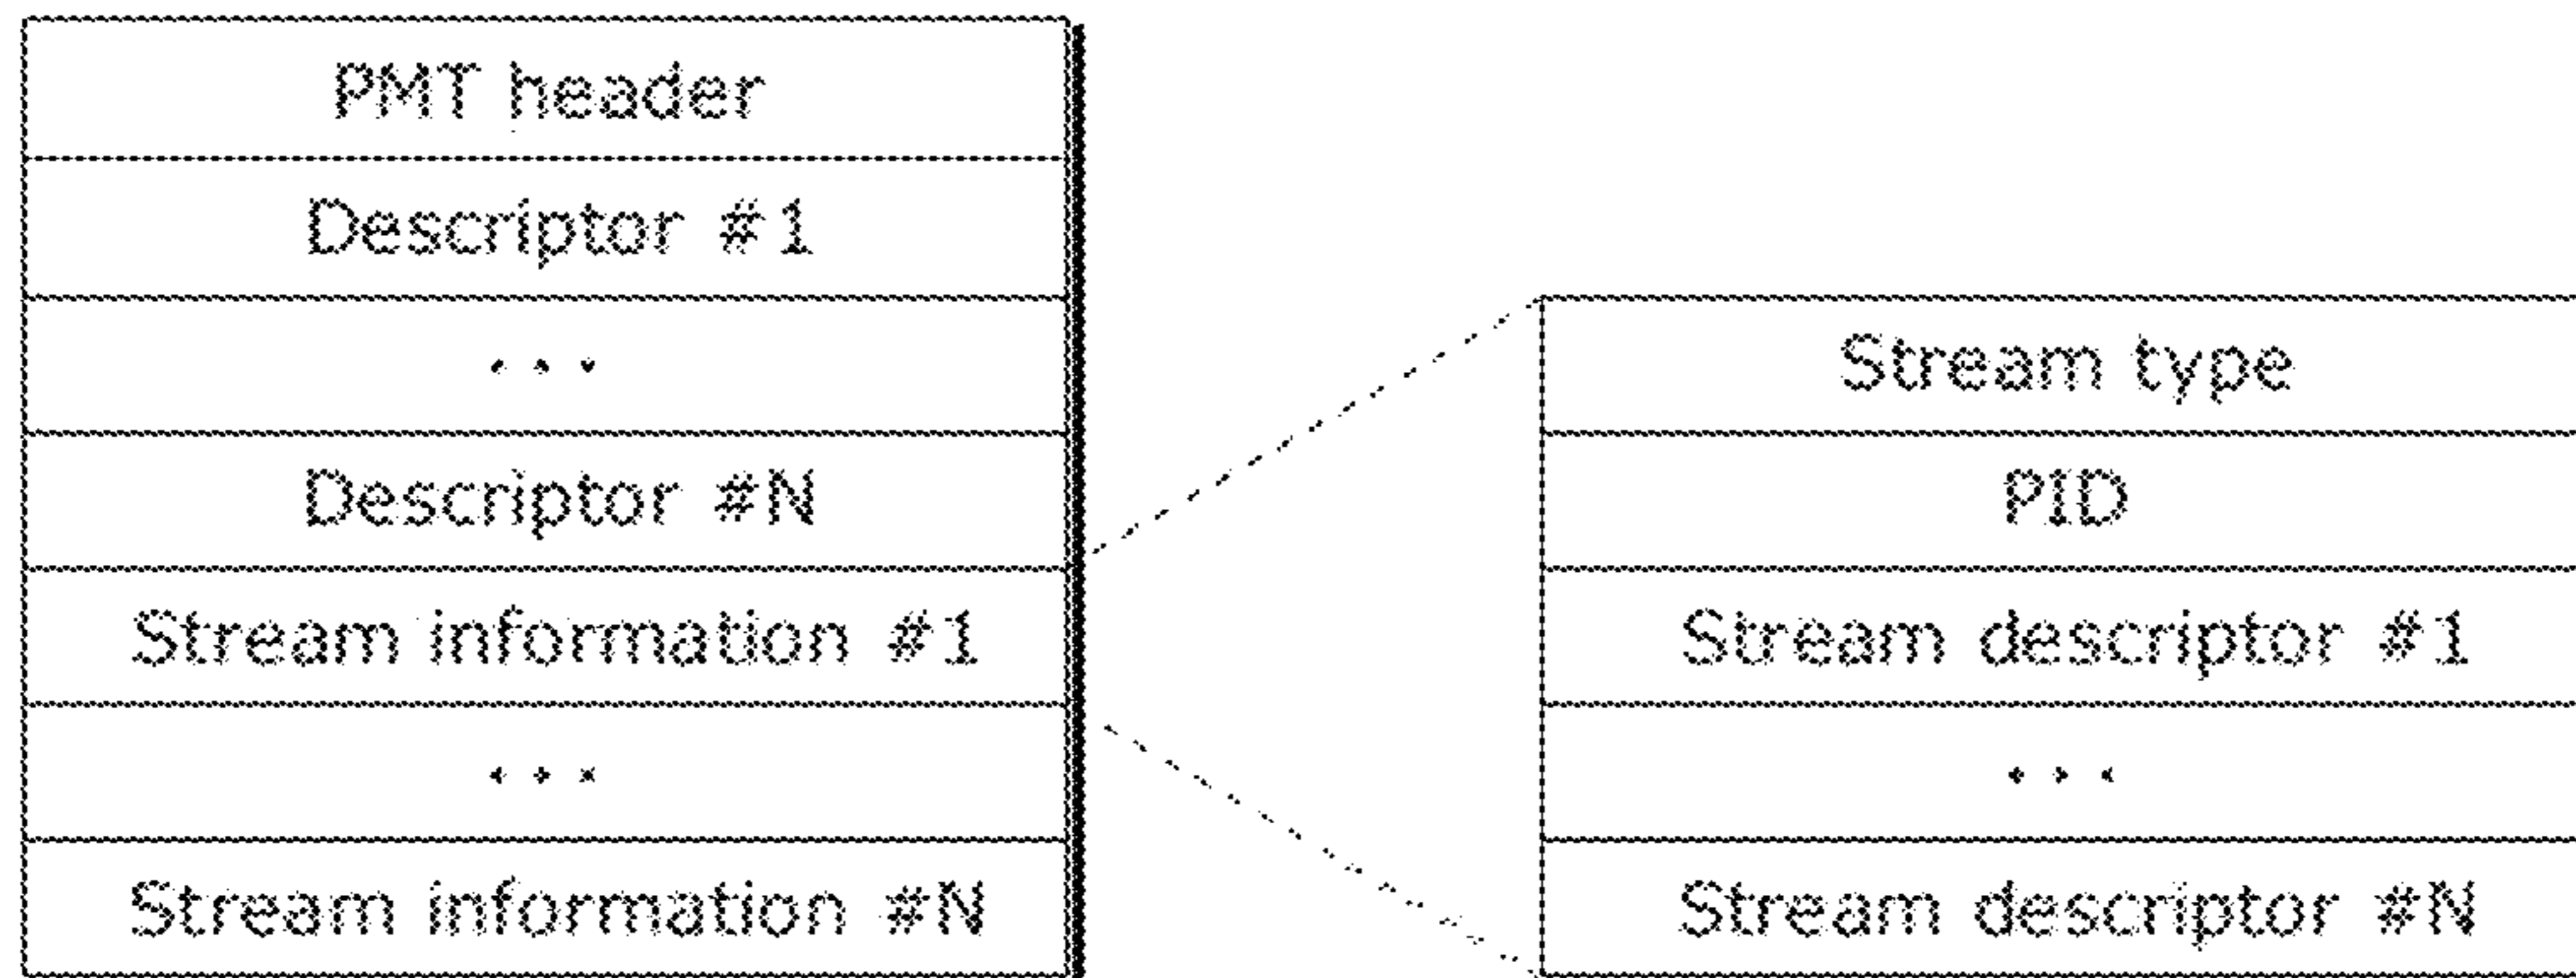 PMT header
Descriptor #1
...
Descriptor #N
Stream information #1
...
Stream information #N
Stream type
PID
Stream descriptor #1
...
Stream descriptor #N